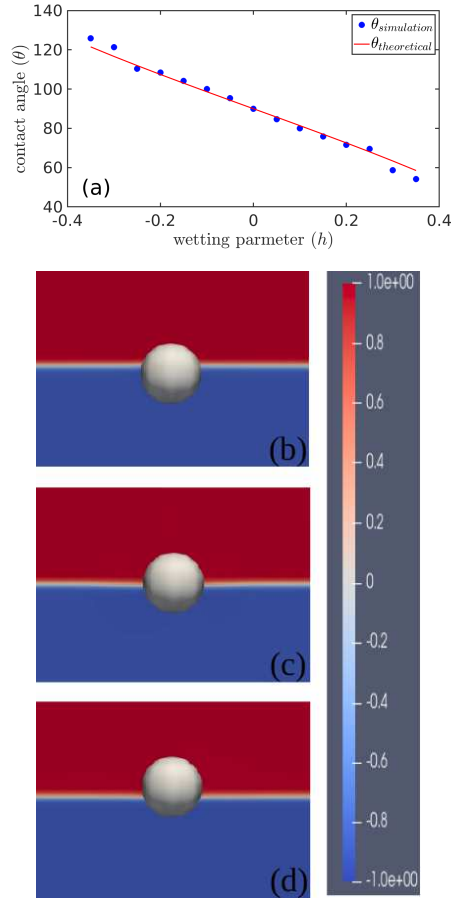 140
120
100
80
60
40
contact angle (θ)
θsimulation
θtheoretical
(a)
-0.4 -0.2 0 0.2 0.4
wetting parmeter (h)
(b)
(c)
(d)
1.0e+00
0.8
0.6
0.4
0.2
0
-0.2
-0.4
-0.6
-0.8
-1.0e+00